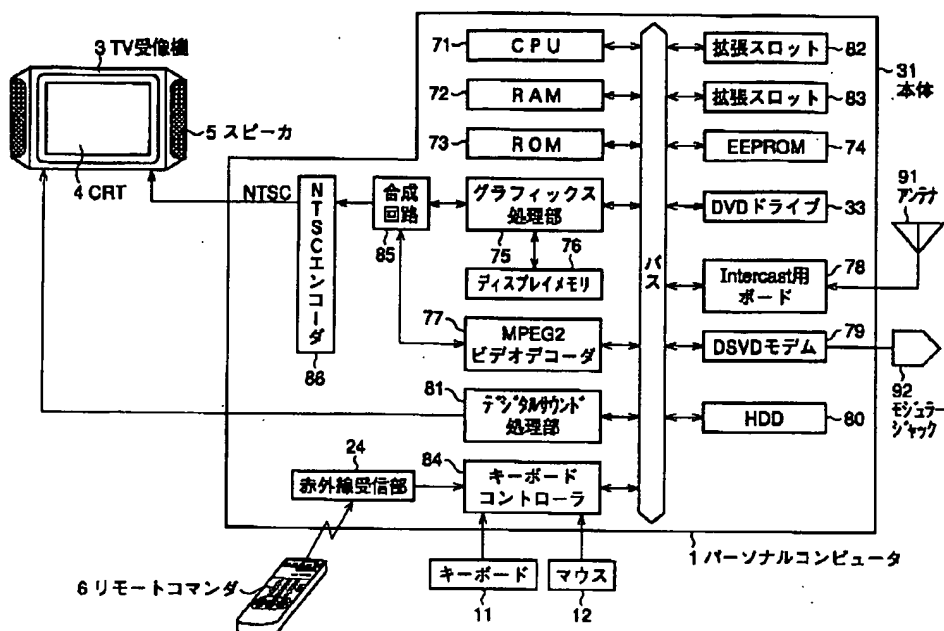 3 TV受像機
5 スピーカ
4 CRT
NTSC
NTSCエンコーダ
86
合成
回路
85
71
CPU
72
RAM
73
ROM
グラフィックス
処理部
75
76
ディスプレイメモリ
77
MPEG2
ビデオデコーダ
81
デジタルサウンド
処理部
24
赤外線受信部
84
キーボード
コントローラ
バス
拡張スロット
82
拡張スロット
83
EEPROM
74
DVDドライブ
33
Intercast用
ボード
78
DSVDモデム
79
HDD
80
31
本体
91
アンテナ
92
モジュラー
ジャック
1 パーソナルコンピュータ
6 リモートコマンダ
キーボード
11
マウス
12